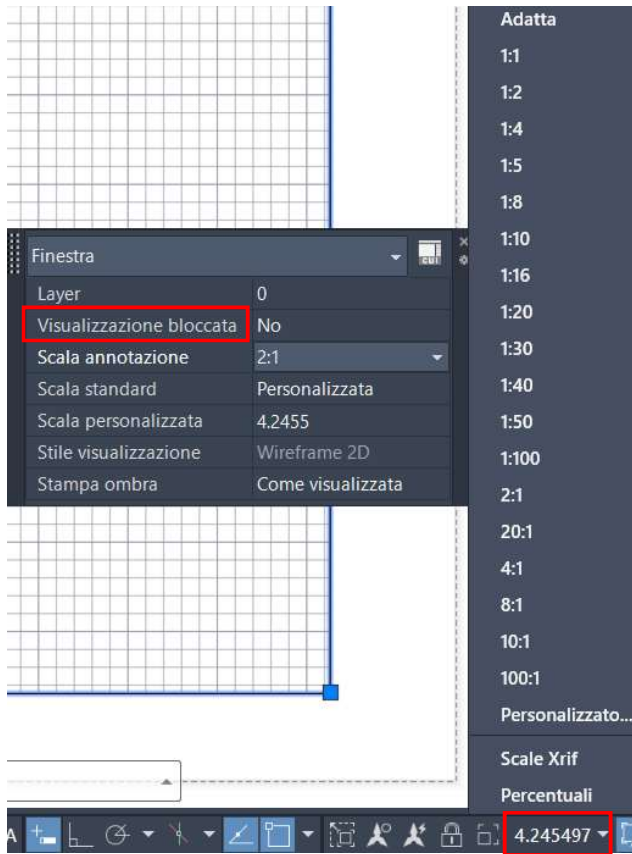 Finestra
CUI
Layer 0
Visualizzazione bloccata No
Scala annotazione 2:1
Scala standard Personalizzata
Scala personalizzata 4.2455
Stile visualizzazione Wireframe 2D
Stampa ombra Come visualizzata
Adatta
1:1
1:2
1:4
1:5
1:8
1:10
1:16
1:20
1:30
1:40
1:50
1:100
2:1
20:1
4:1
8:1
10:1
100:1
Personalizzato...
Scale Xrif
Percentuali
A 4.245497